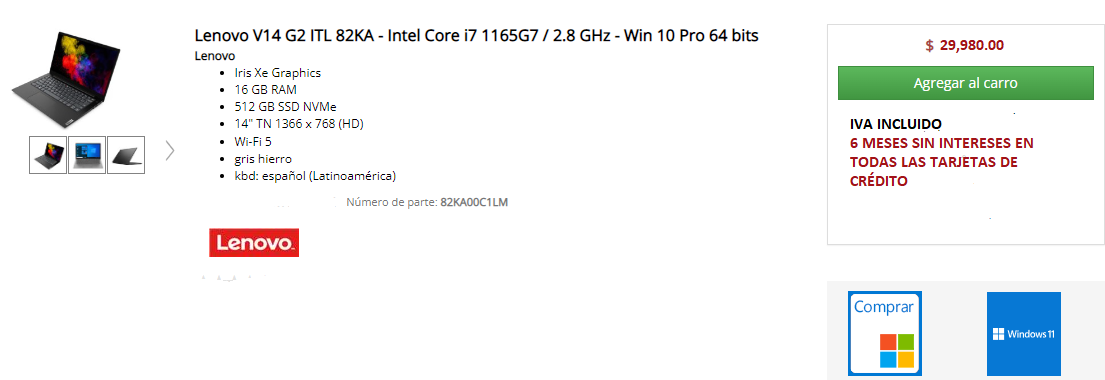 Lenovo V14 G2 ITL 82KA - Intel Core i7 1165G7 / 2.8 GHz - Win 10 Pro 64 bits
Lenovo
• Iris Xe Graphics
• 16 GB RAM
• 512 GB SSD NVMe
• 14" TN 1366 x 768 (HD)
• Wi-Fi 5
• gris hierro
• kbd: español (Latinoamérica)
Número de parte: 82KA00C1LM
Lenovo
$ 29,980.00
Agregar al carro
IVA INCLUIDO
6 MESES SIN INTERESES EN
TODAS LAS TARJETAS DE
CRÉDITO
Comprar
Windows 11